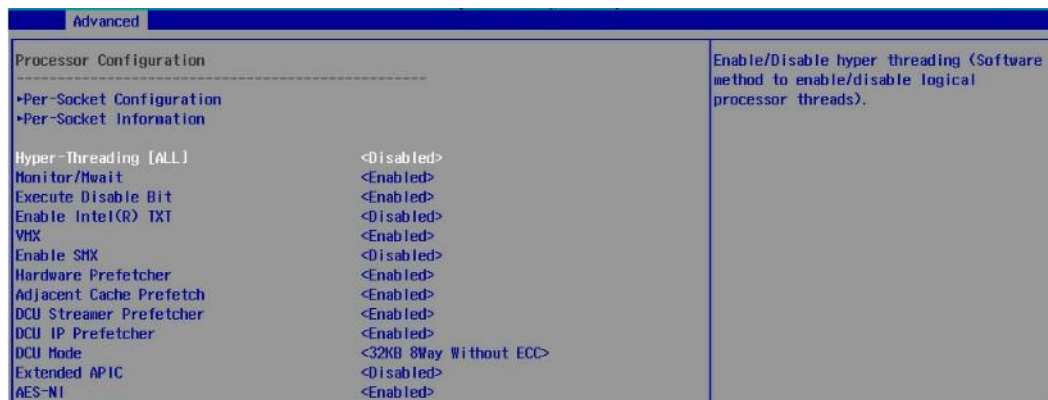 Advanced
Processor Configuration
--------------------------------------------------
►Per-Socket Configuration
►Per-Socket Information
Hyper-Threading [ALL] <Disabled>
Monitor/Mwait <Enabled>
Execute Disable Bit <Enabled>
Enable Intel(R) TXT <Disabled>
VMX <Enabled>
Enable SMX <Disabled>
Hardware Prefetcher <Enabled>
Adjacent Cache Prefetch <Enabled>
DCU Streamer Prefetcher <Enabled>
DCU IP Prefetcher <Enabled>
DCU Mode <32KB 8Way Without ECC>
Extended APIC <Disabled>
AES-NI <Enabled>
Enable/Disable hyper threading (Software
method to enable/disable logical
processor threads).